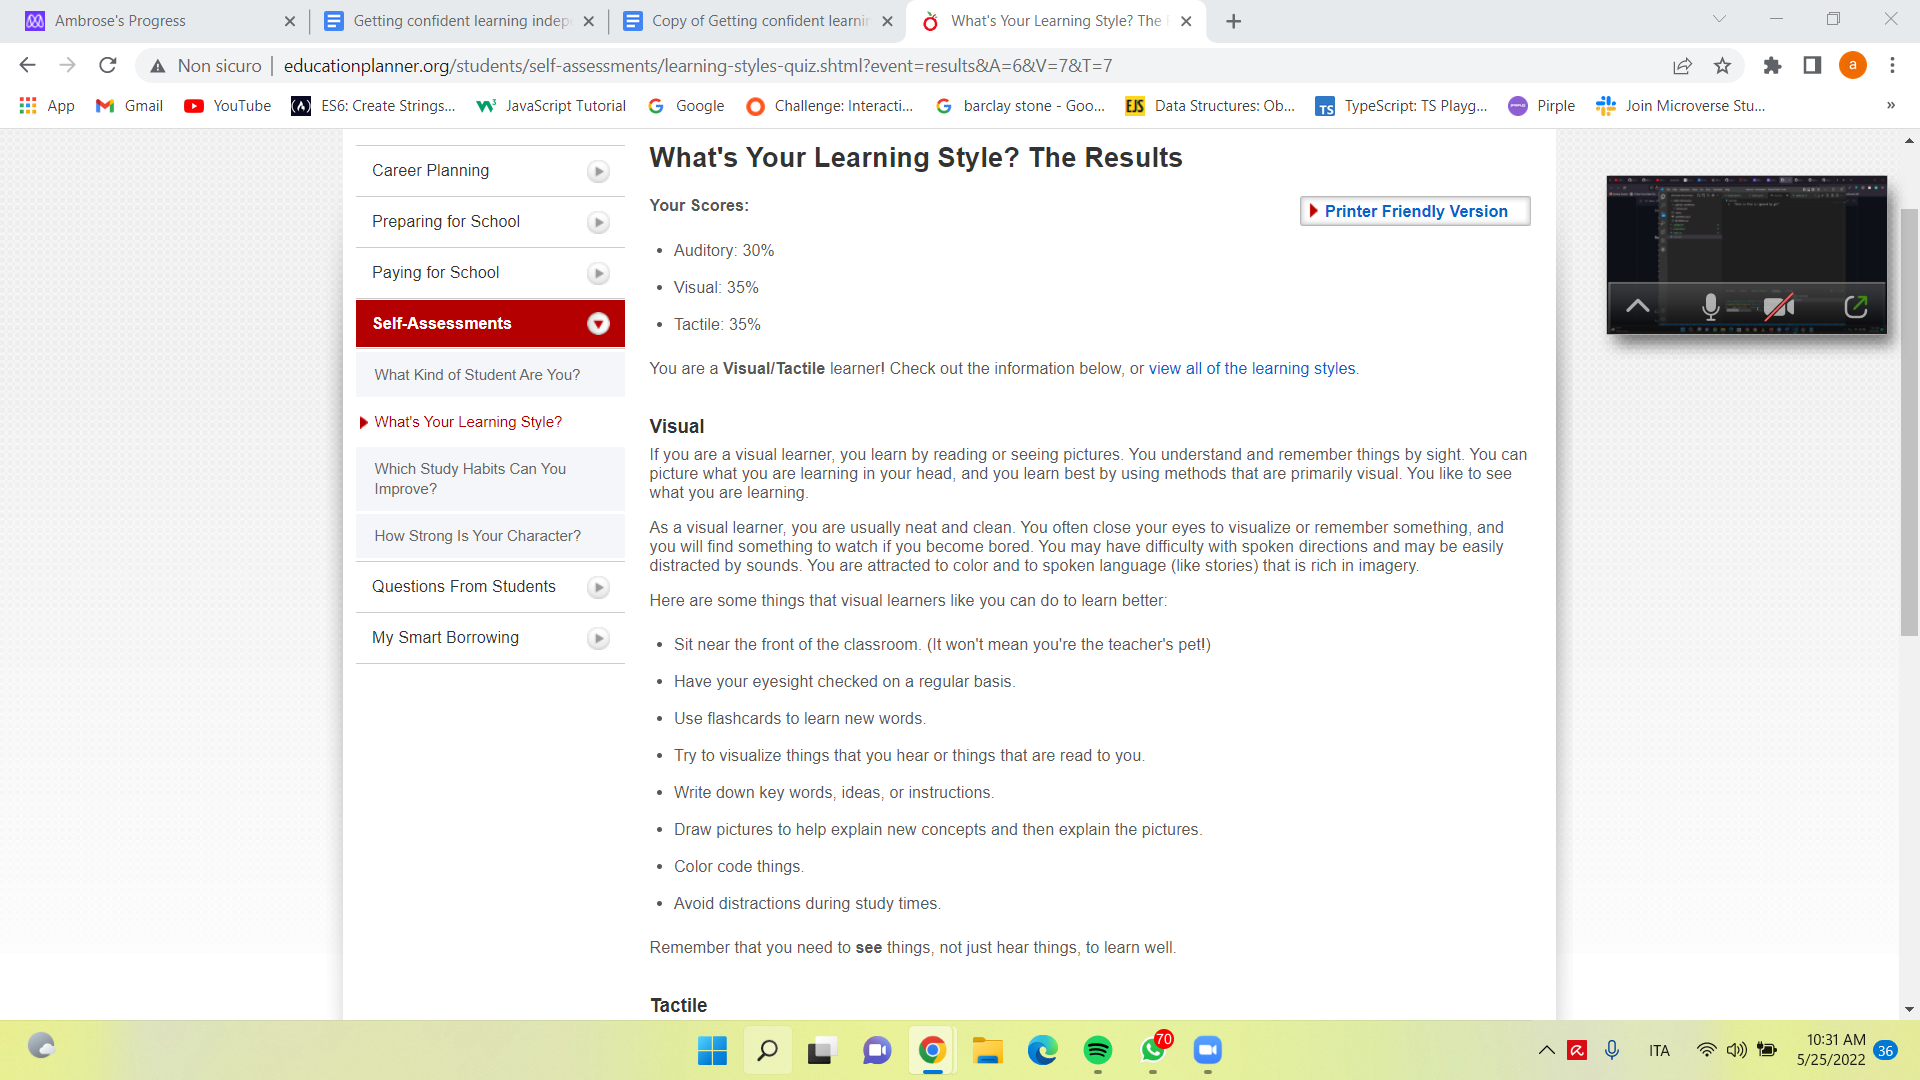 Ambrose's Progress
Getting confident learning indep
Copy of Getting confident learnin
What's Your Learning Style? The
Non sicuro
educationplanner.org/students/self-assessments/learning-styles-quiz.shtml?event=results&A=6&V=7&T=7
a
App
Gmail
YouTube
ES6: Create Strings...
JavaScript Tutorial
Google
Challenge: Interacti...
barclay stone - Goo...
EJS
Data Structures: Ob...
TS
TypeScript: TS Playg...
Pirple
Join Microverse Stu...
»
Career Planning
Preparing for School
Paying for School
Self-Assessments
What Kind of Student Are You?
What's Your Learning Style?
Which Study Habits Can You
Improve?
How Strong Is Your Character?
Questions From Students
My Smart Borrowing
What's Your Learning Style? The Results
Your Scores:
Printer Friendly Version
• Auditory: 30%
• Visual: 35%
• Tactile: 35%
You are a Visual/Tactile learner! Check out the information below, or view all of the learning styles.
Visual
If you are a visual learner, you learn by reading or seeing pictures. You understand and remember things by sight. You can
picture what you are learning in your head, and you learn best by using methods that are primarily visual. You like to see
what you are learning.
As a visual learner, you are usually neat and clean. You often close your eyes to visualize or remember something, and
you will find something to watch if you become bored. You may have difficulty with spoken directions and may be easily
distracted by sounds. You are attracted to color and to spoken language (like stories) that is rich in imagery.
Here are some things that visual learners like you can do to learn better:
• Sit near the front of the classroom. (It won't mean you're the teacher's pet!)
• Have your eyesight checked on a regular basis.
• Use flashcards to learn new words.
• Try to visualize things that you hear or things that are read to you.
• Write down key words, ideas, or instructions.
• Draw pictures to help explain new concepts and then explain the pictures.
• Color code things.
• Avoid distractions during study times.
Remember that you need to see things, not just hear things, to learn well.
Tactile
70
ITA
10:31 AM
5/25/2022
36